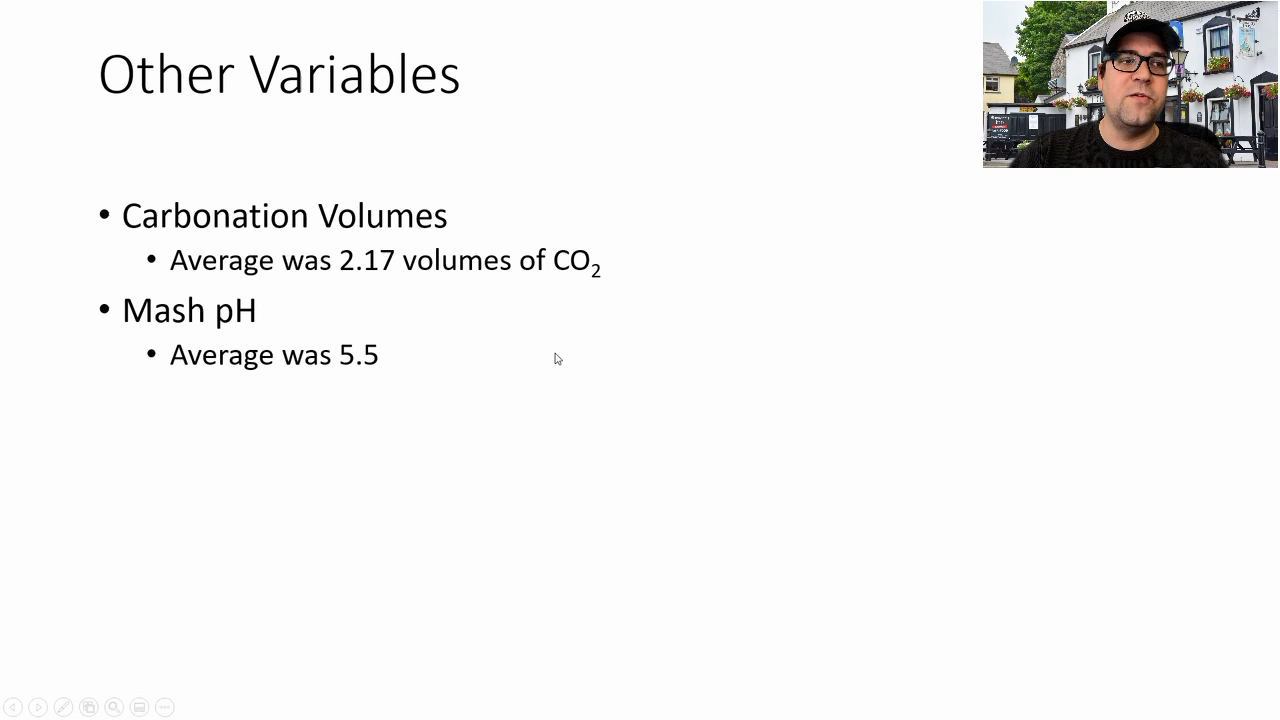 Other Variables
• Carbonation Volumes
• Average was 2.17 volumes of CO₂
• Mash pH
• Average was 5.5